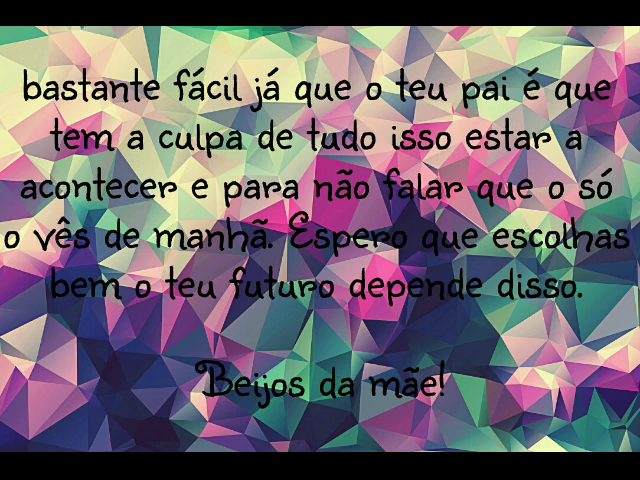 bastante fácil já que o teu pai é que
tem a culpa de tudo isso estar a
acontecer e para não falar que o só
o vês de manhã. Espero que escolhas
bem o teu futuro depende disso.
Beijos da mãe!